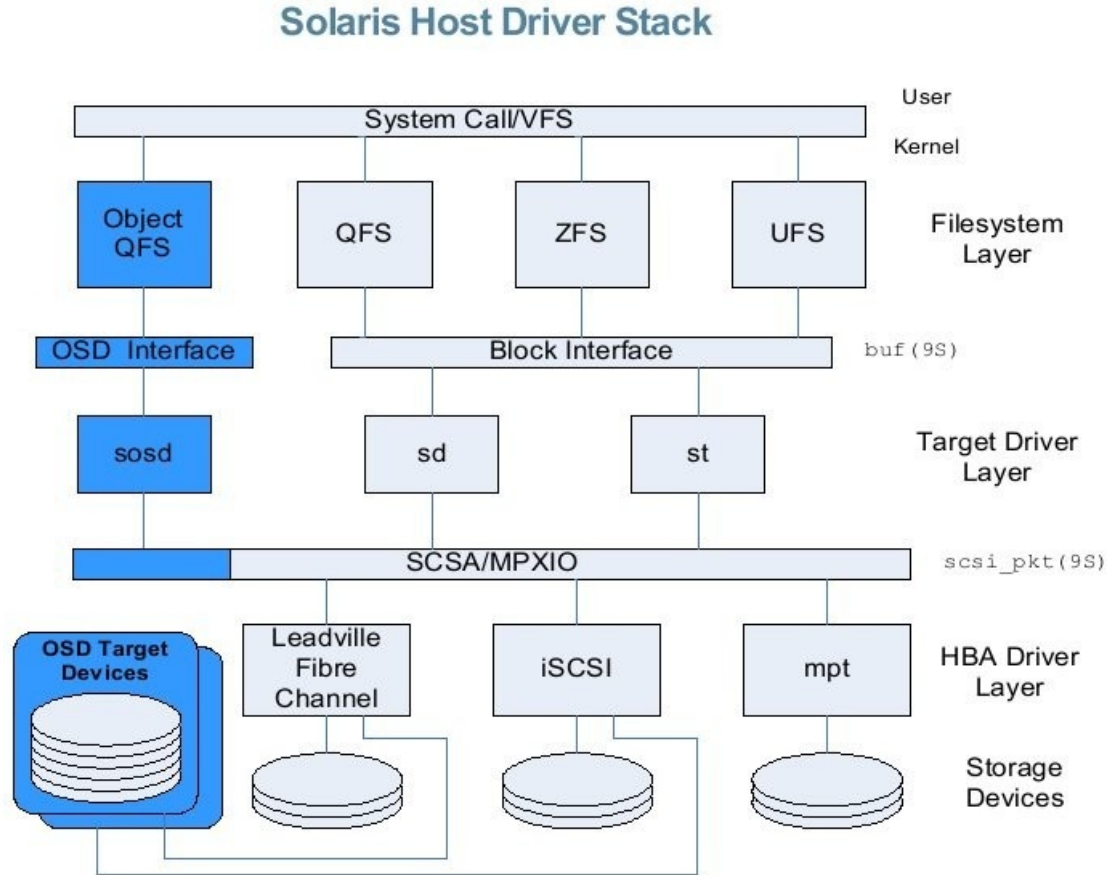 Solaris Host Driver Stack
User
System Call/VFS
Kernel
Object
QFS
QFS
ZFS
UFS
Filesystem
Layer
OSD Interface
Block Interface
buf(9S)
sosd
sd
st
Target Driver
Layer
SCSA/MPXIO
scsi_pkt(9S)
OSD Target
Devices
Leadville
Fibre
Channel
iSCSI
mpt
HBA Driver
Layer
Storage
Devices